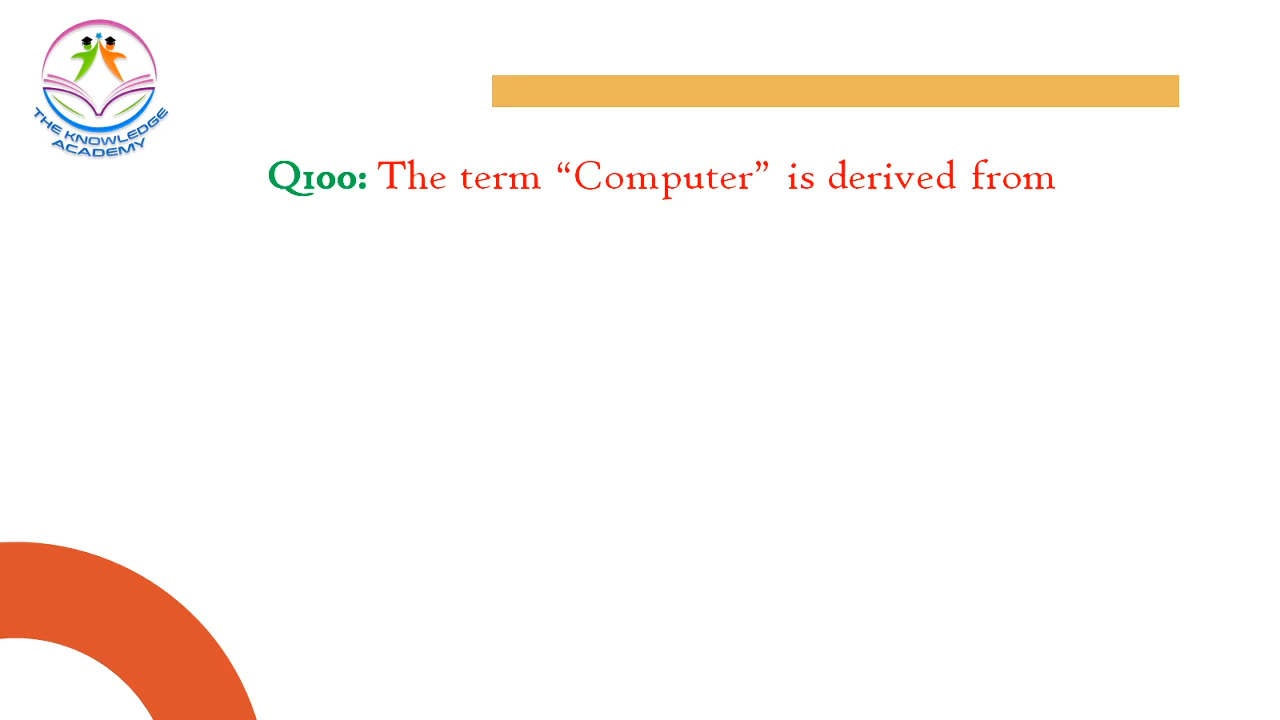 THE KNOWLEDGE
ACADEMY
Q100: The term “Computer” is derived from